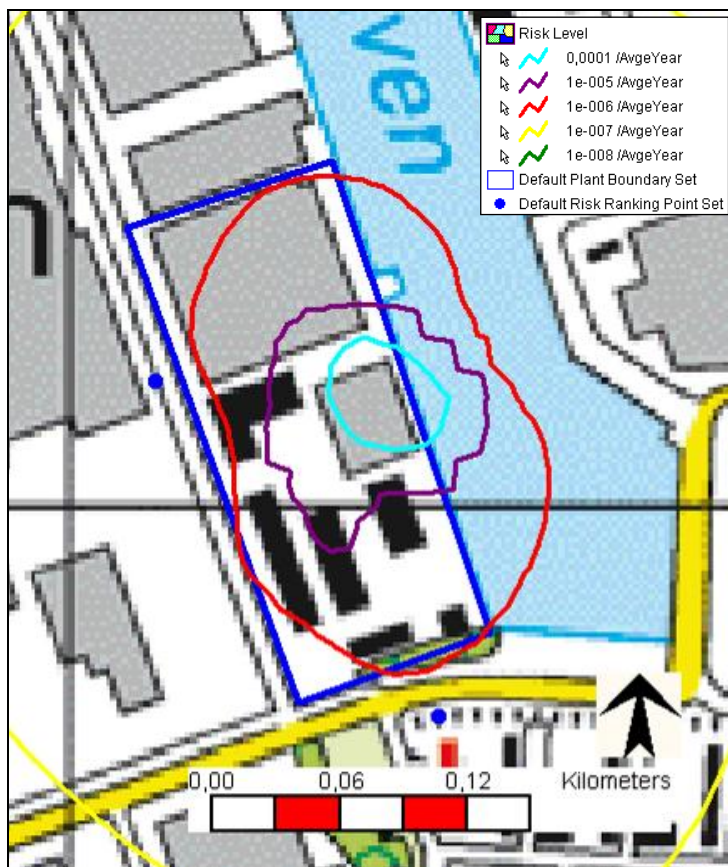 Risk Level
0,0001 /AvgeYear
1e-005 /AvgeYear
1e-006 /AvgeYear
1e-007 /AvgeYear
1e-008 /AvgeYear
Default Plant Boundary Set
Default Risk Ranking Point Set
ven
0,00 0,06 0,12 Kilometers